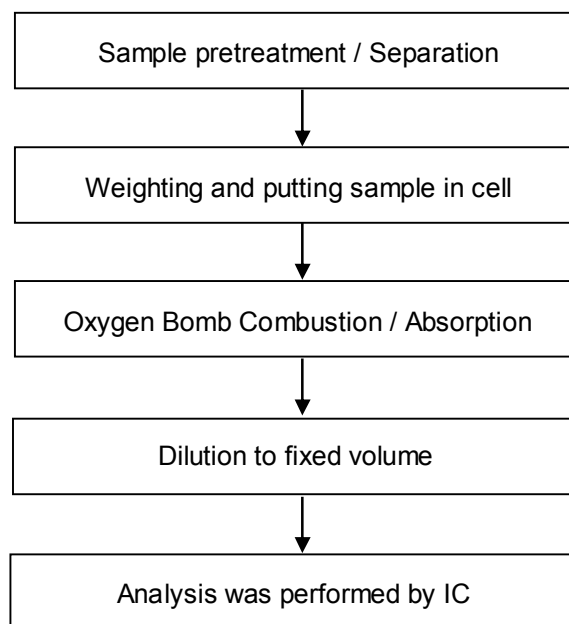 Sample pretreatment / Separation
Weighting and putting sample in cell
Oxygen Bomb Combustion / Absorption
Dilution to fixed volume
Analysis was performed by IC